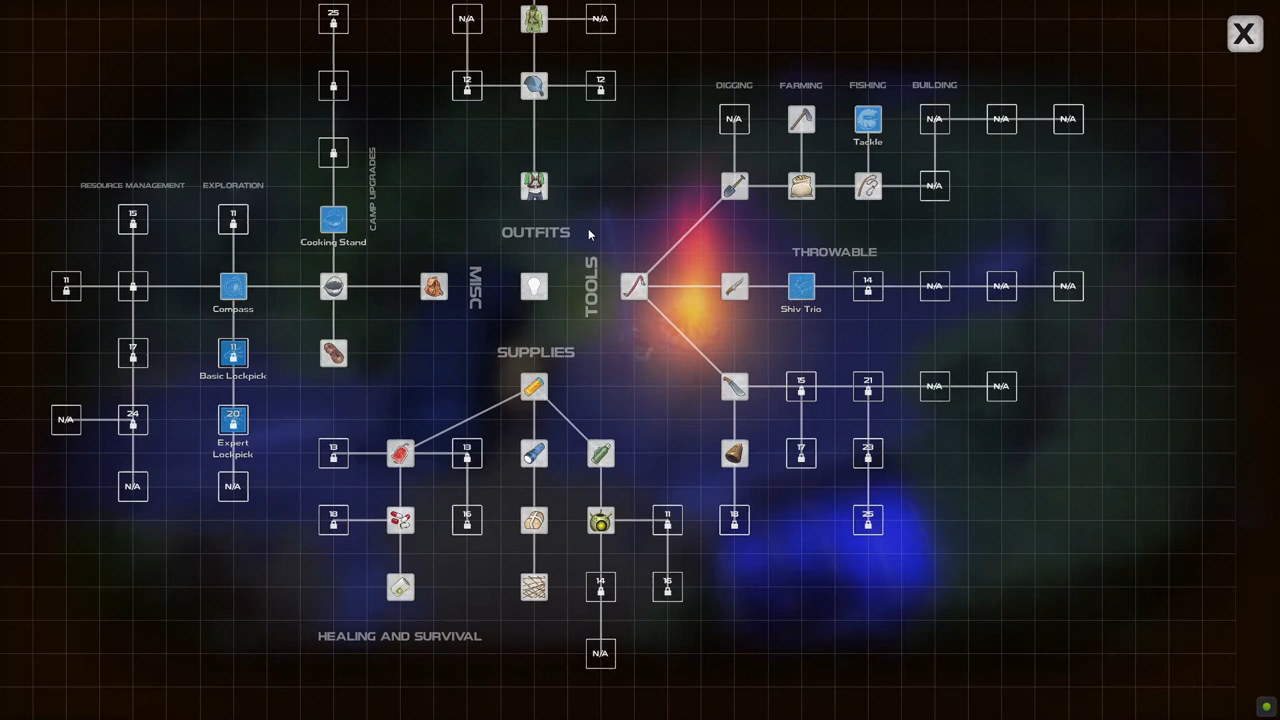 25
N/A
N/A
X
12
12
DIGGING
FARMING
FISHING
BUILDING
N/A
N/A
N/A
N/A
Tackle
CAMP UPGRADES
RESOURCE MANAGEMENT
EXPLORATION
N/A
15
11
Cooking Stand
OUTFITS
THROWABLE
11
Compass
MISC
TOOLS
Shiv Trio
14
N/A
N/A
N/A
17
11
Basic Lockpick
SUPPLIES
15
21
N/A
N/A
N/A
24
20
Expert
Lockpick
13
13
17
23
N/A
N/A
18
16
11
18
25
14
16
HEALING AND SURVIVAL
N/A